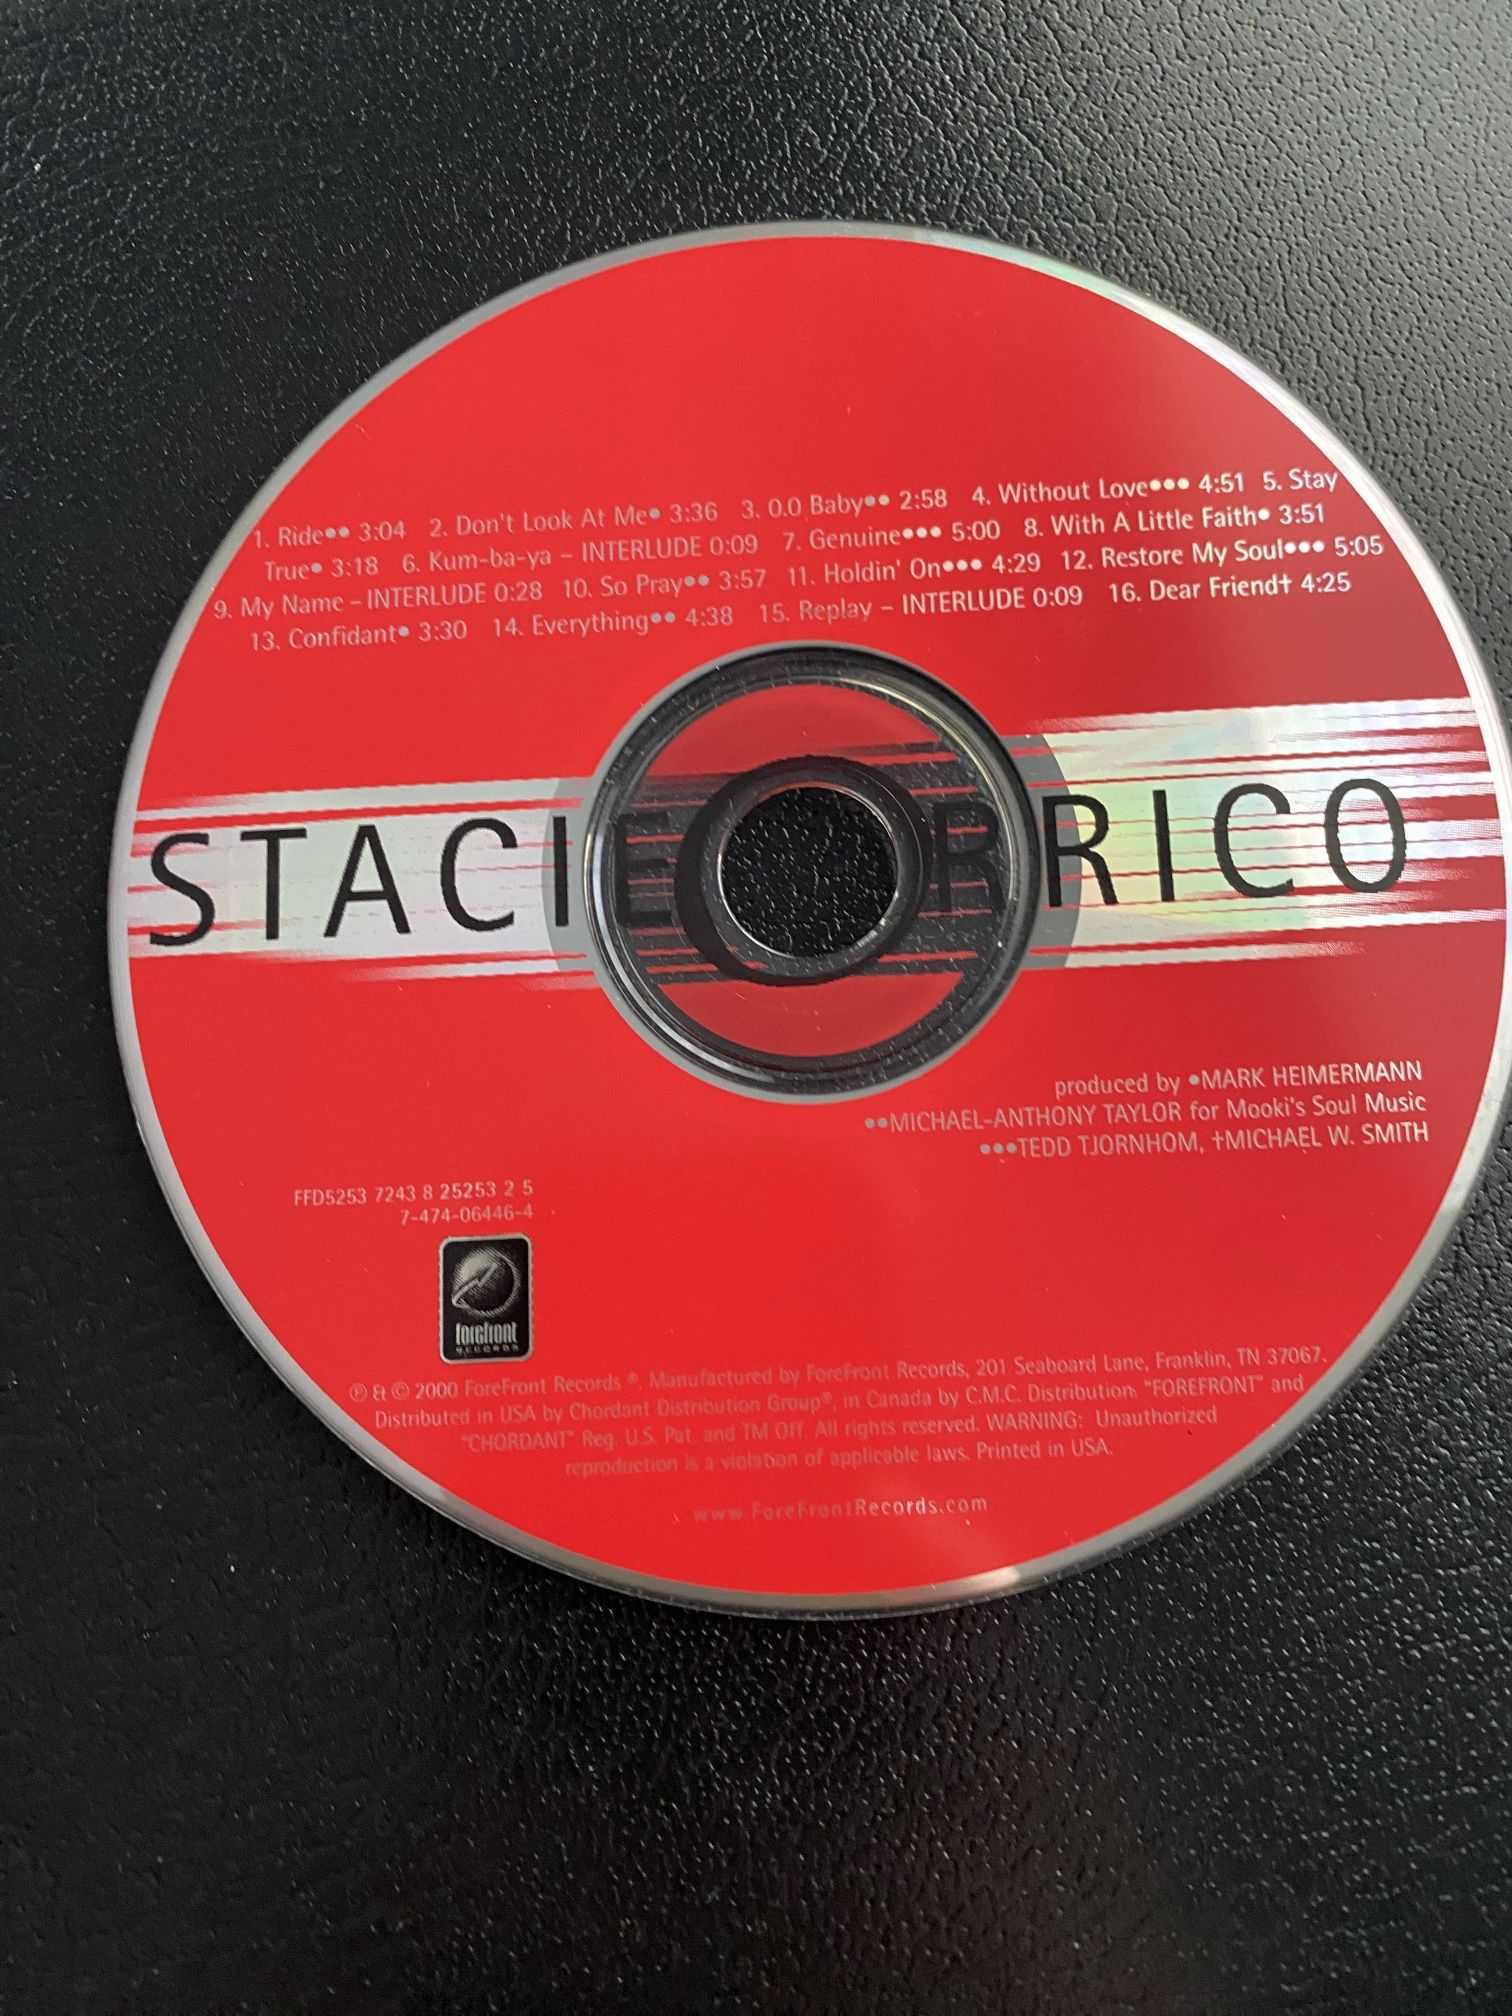 1. Ride•• 3:04 2. Don't Look At Me• 3:36 3. O.O Baby•• 2:58 4. Without Love••• 4:51 5. Stay
True• 3:18 6. Kum-ba-ya – INTERLUDE 0:09 7. Genuine••• 5:00 8. With A Little Faith• 3:51
9. My Name – INTERLUDE 0:28 10. So Pray•• 3:57 11. Holdin' On••• 4:29 12. Restore My Soul••• 5:05
13. Confidant• 3:30 14. Everything•• 4:38 15. Replay – INTERLUDE 0:09 16. Dear Friend† 4:25
STACIE ORRICO
produced by •MARK HEIMERMANN
••MICHAEL-ANTHONY TAYLOR for Mooki's Soul Music
•••TEDD TJORNHOM, †MICHAEL W. SMITH
FFD5253 7243 8 25253 2 5
7-474-06446-4
forefront
RECORDS
℗ & © 2000 ForeFront Records ®. Manufactured by ForeFront Records, 201 Seaboard Lane, Franklin, TN 37067.
Distributed in USA by Chordant Distribution Group®, in Canada by C.M.C. Distribution. "FOREFRONT" and
"CHORDANT" Reg. U.S. Pat. and TM Off. All rights reserved. WARNING: Unauthorized
reproduction is a violation of applicable laws. Printed in USA.
www.ForeFrontRecords.com